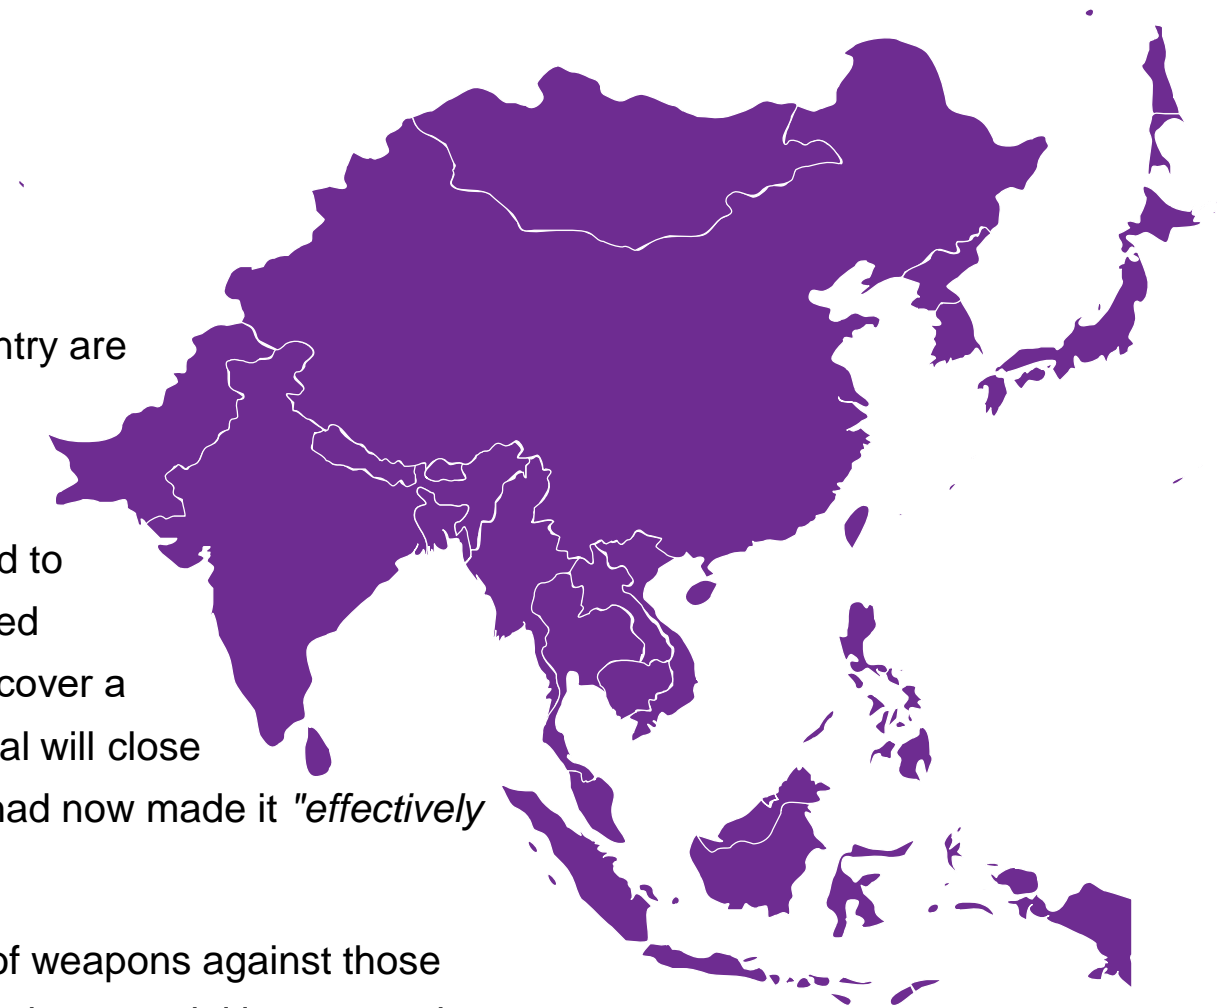 ntry are
d to
ed
cover a
al will close
had now made it "effectively
of weapons against those